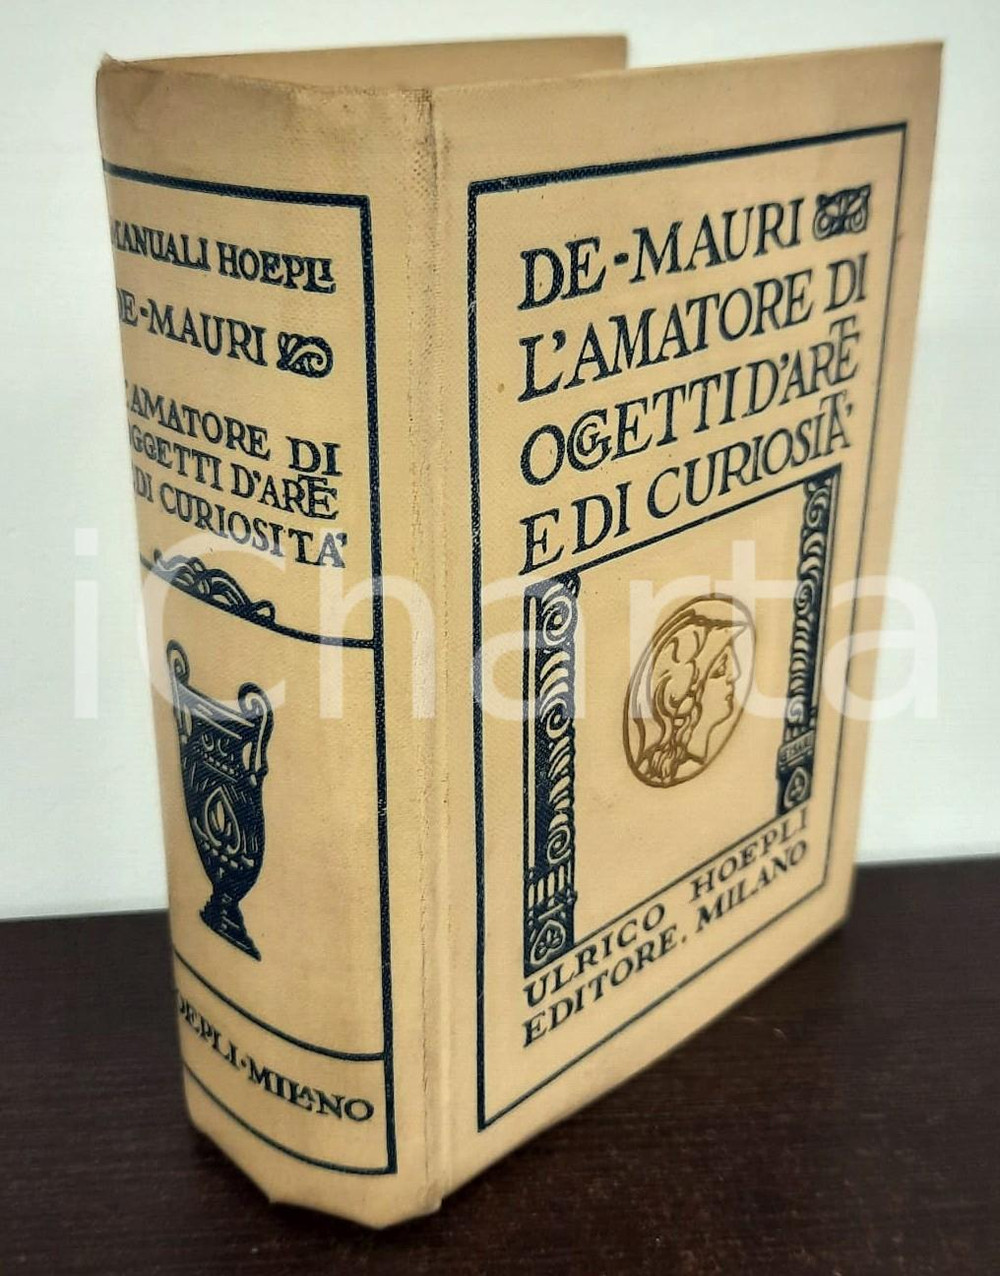 MANUALI HOEPLI
DE-MAURI
L'AMATORE DI
OGGETTI D'ARTE
E DI CURIOSITA'
HOEPLI·MILANO
DE-MAURI
L'AMATORE DI
OGGETTI D'ARTE
E DI CURIOSITA'
ULRICO HOEPLI
EDITORE. MILANO
iCharta